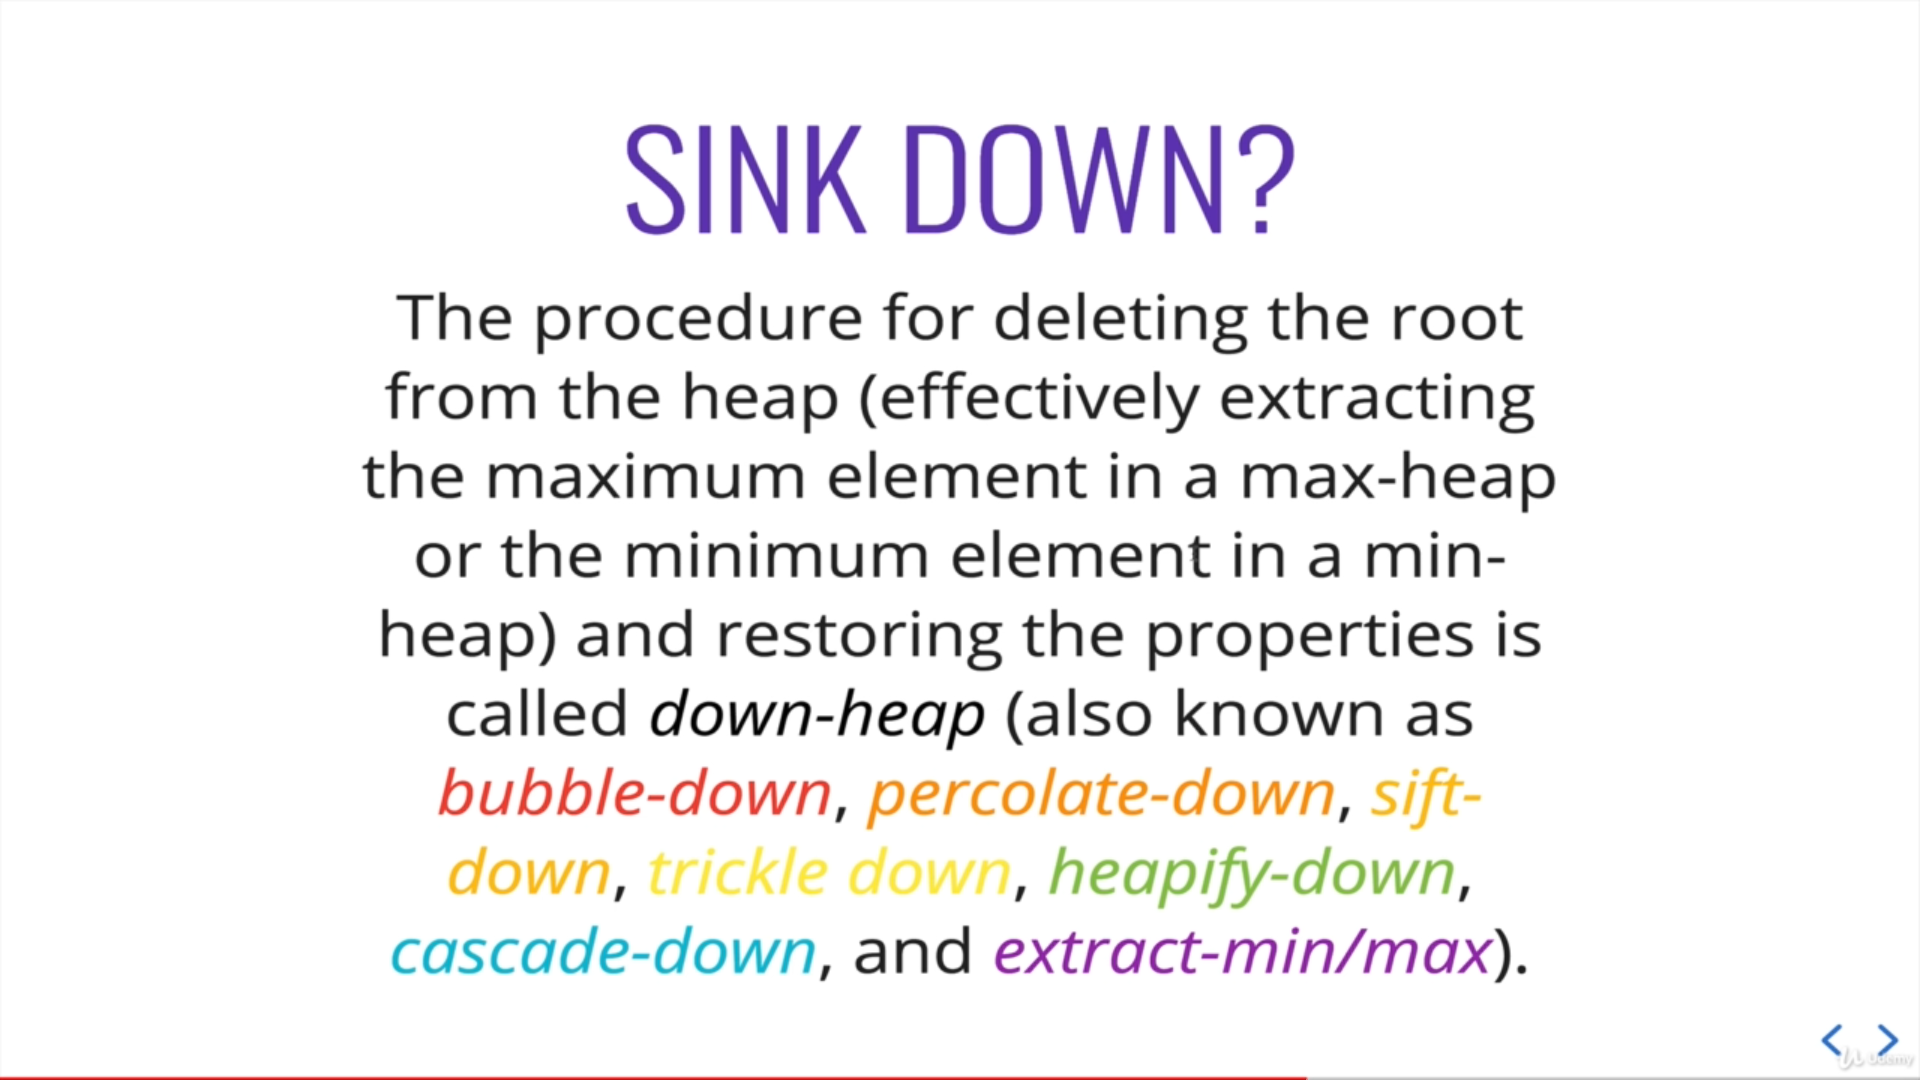 SINK DOWN?
The procedure for deleting the root
from the heap (effectively extracting
the maximum element in a max-heap
or the minimum element in a min-
heap) and restoring the properties is
called down-heap (also known as
bubble-down, percolate-down, sift-
down, trickle down, heapify-down,
cascade-down, and extract-min/max).
Udemy